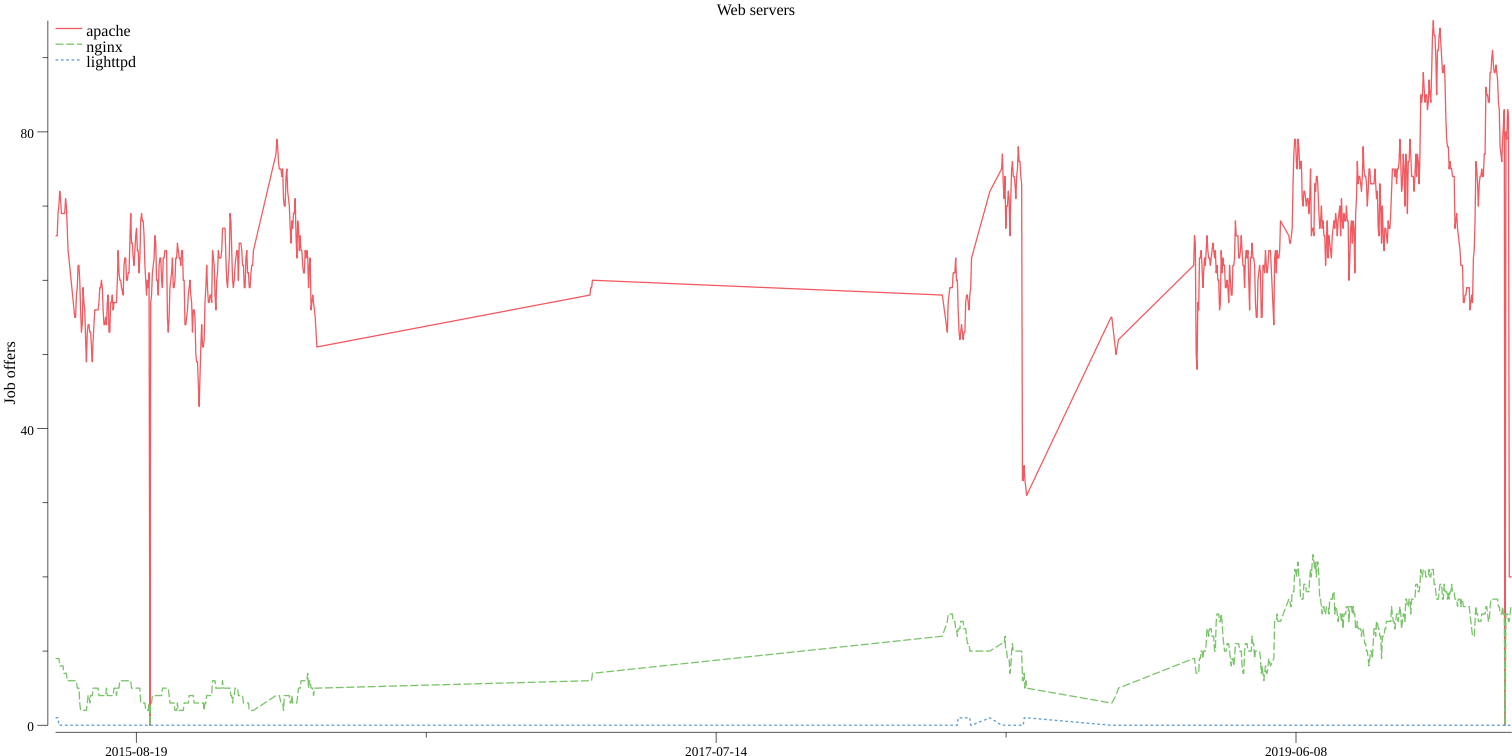 Web servers
apache
nginx
lighttpd
80
40
0
Job offers
2015-08-19
2017-07-14
2019-06-08